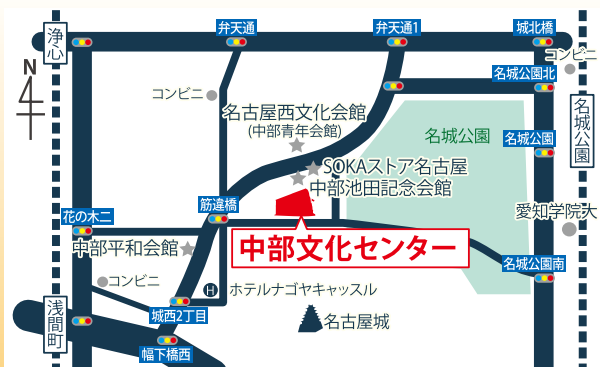 浄心
弁天通
弁天通1
城北橋
コンビニ
N
名城公園北
コンビニ
名古屋西文化会館
(中部青年会館)
名城公園
名城公園
名城公園
SOKAストア名古屋
中部池田記念会館
筋違橋
花の木二
愛知学院大
中部平和会館
中部文化センター
名城公園南
コンビニ
H
ホテルナゴヤキャッスル
浅間町
城西2丁目
名古屋城
幅下橋西